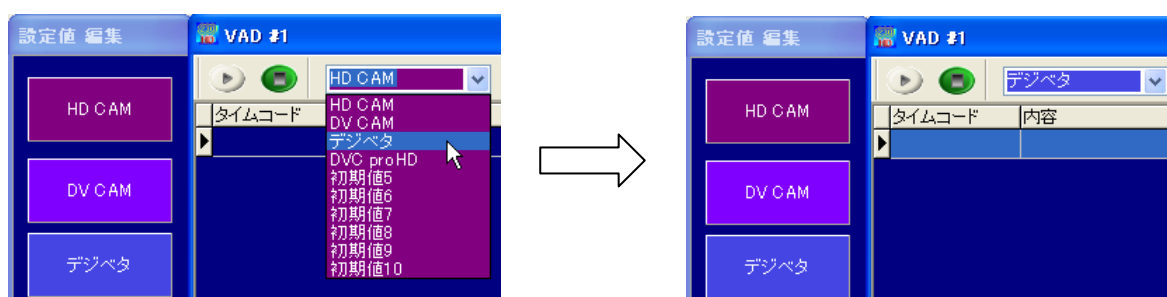 設定値 編集
VAD #1
HD CAM
HD CAM
DV CAM
デジベタ
DVC proHD
初期値5
初期値6
初期値7
初期値8
初期値9
初期値10
タイムコード
HD CAM
DV CAM
デジベタ
設定値 編集
VAD #1
デジベタ
タイムコード
内容
HD CAM
DV CAM
デジベタ